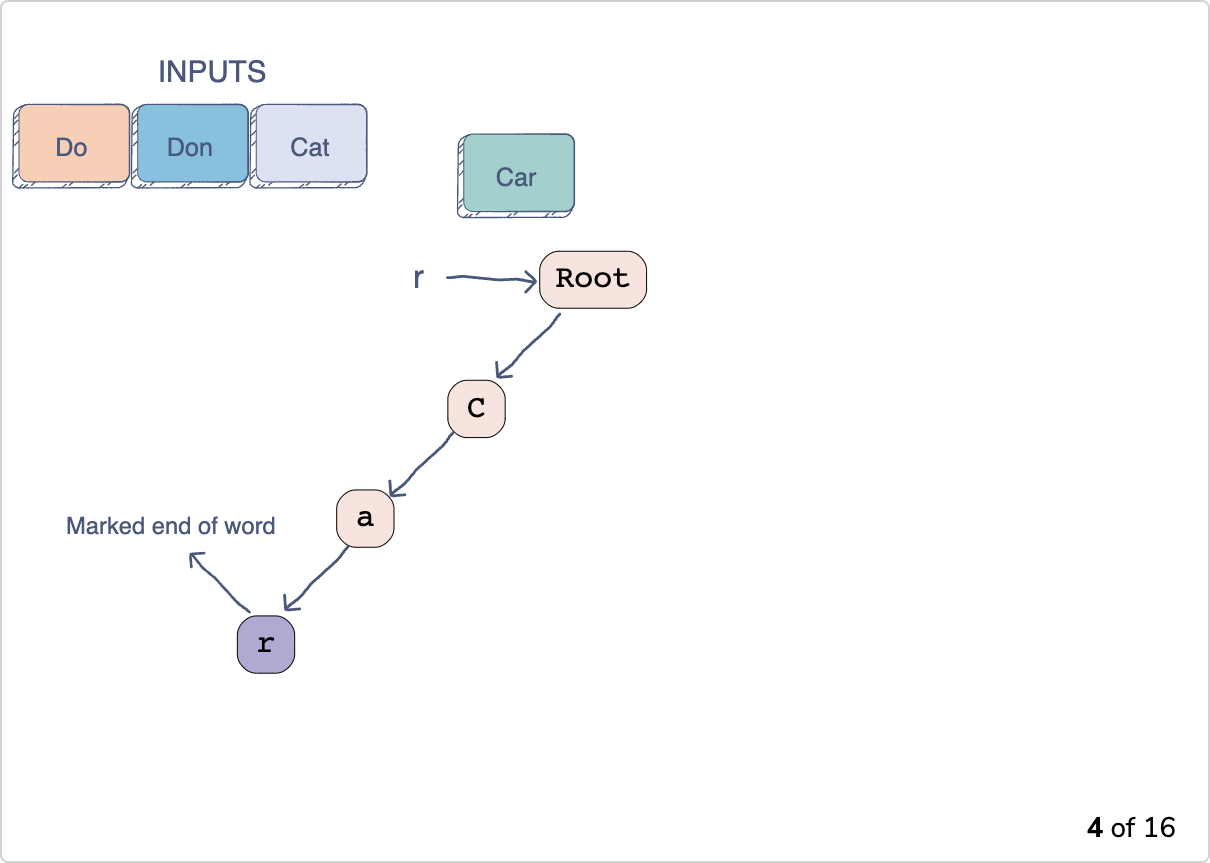 INPUTS
Do Don Cat
Car
r Root
C
a
Marked end of word
r
4 of 16